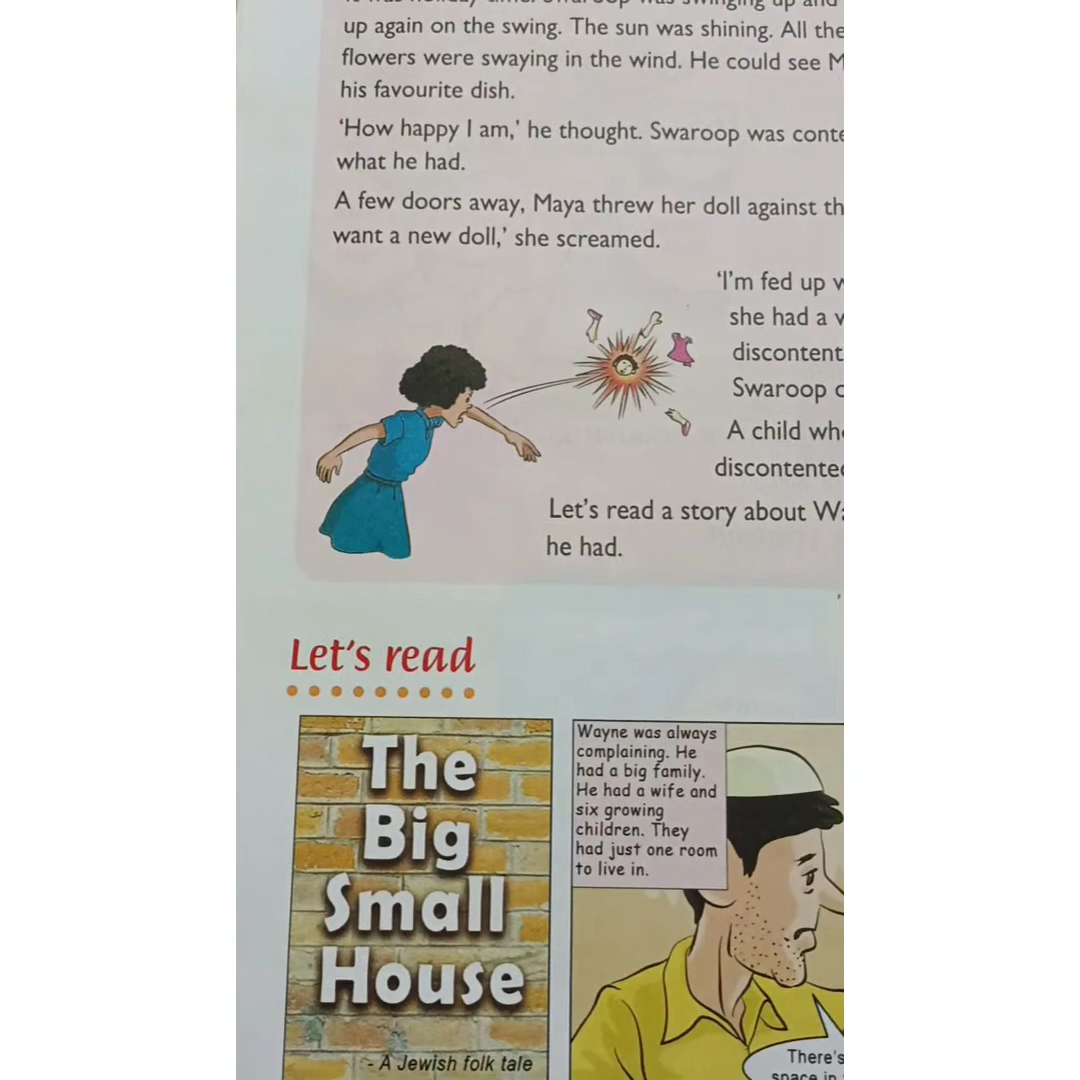 up again on the swing. The sun was shining. All the
flowers were swaying in the wind. He could see
his favourite dish.
‘How happy I am,’ he thought. Swaroop was
what he had.
A few doors away, Maya threw her doll against
want a new doll,’ she screamed.
‘I’m fed up
she had a
discontent
Swaroop
A child
discontented
Let’s read a story about
he had.
Let’s read
The
Big
Small
House
- A Jewish folk tale
Wayne was always
complaining. He
had a big family.
He had a wife and
six growing
children. They
had just one room
to live in.
There’s
space in